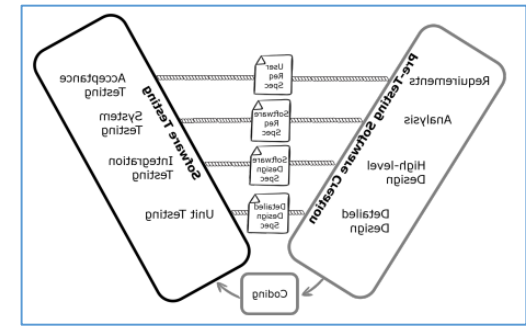 Requirements
Analysis
High-level
Design
Detailed
Design
Pre-Testing Software Creation
User
Req
Spec
Software
Req
Spec
Software
Design
Spec
Detailed
Design
Spec
Coding
Sofware Testing
Acceptance
Testing
System
Testing
Integration
Testing
Unit Testing